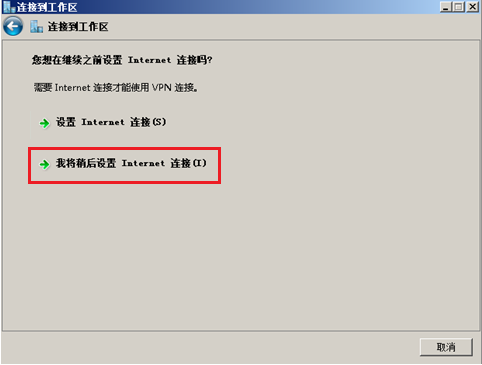 连接到工作区
连接到工作区
您想在继续之前设置 Internet 连接吗?
需要 Internet 连接才能使用 VPN 连接。
设置 Internet 连接(S)
我将稍后设置 Internet 连接(I)
取消